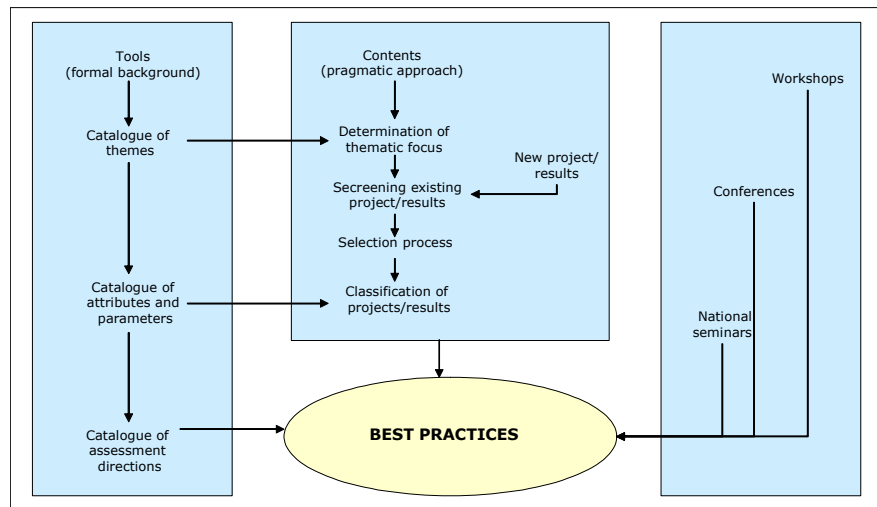 Tools
(formal background)
Catalogue of
themes
Catalogue of
attributes and
parameters
Catalogue of
assessment
directions
Contents
(pragmatic approach)
Determination of
thematic focus
New project/
results
Secreening existing
project/results
Selection process
Classification of
projects/results
BEST PRACTICES
Workshops
Conferences
National
seminars